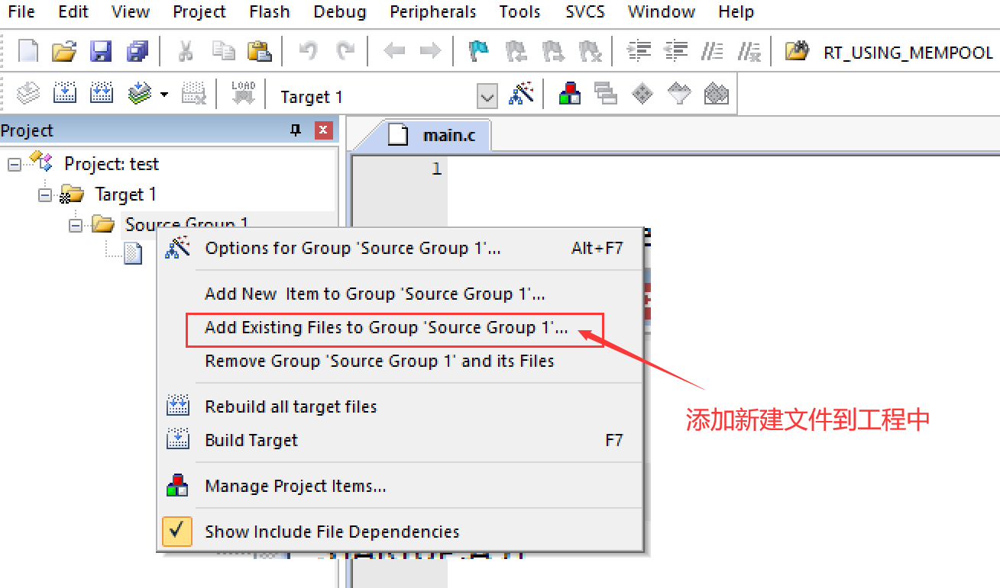 File Edit View Project Flash Debug Peripherals Tools SVCS Window Help
RT_USING_MEMPOOL
LOAD
Target 1
Project
main.c
Project: test
1
Target 1
Source Group 1
Options for Group 'Source Group 1'... Alt+F7
Add New  Item to Group 'Source Group 1'...
Add Existing Files to Group 'Source Group 1'...
Remove Group 'Source Group 1' and its Files
Rebuild all target files
添加新建文件到工程中
Build Target F7
Manage Project Items...
Show Include File Dependencies